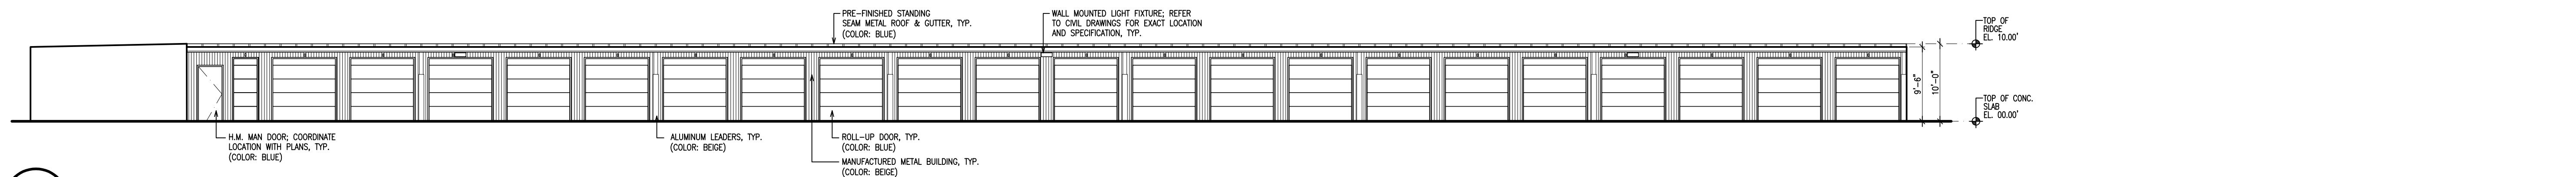 PRE-FINISHED STANDING
SEAM METAL ROOF & GUTTER, TYP.
(COLOR: BLUE)
WALL MOUNTED LIGHT FIXTURE; REFER
TO CIVIL DRAWINGS FOR EXACT LOCATION
AND SPECIFICATION, TYP.
TOP OF
RIDGE
EL. 10.00'
9'-6"
10'-0"
TOP OF CONC.
SLAB
EL. 00.00'
H.M. MAN DOOR; COORDINATE
LOCATION WITH PLANS, TYP.
(COLOR: BLUE)
ALUMINUM LEADERS, TYP.
(COLOR: BEIGE)
ROLL-UP DOOR, TYP.
(COLOR: BLUE)
MANUFACTURED METAL BUILDING, TYP.
(COLOR: BEIGE)